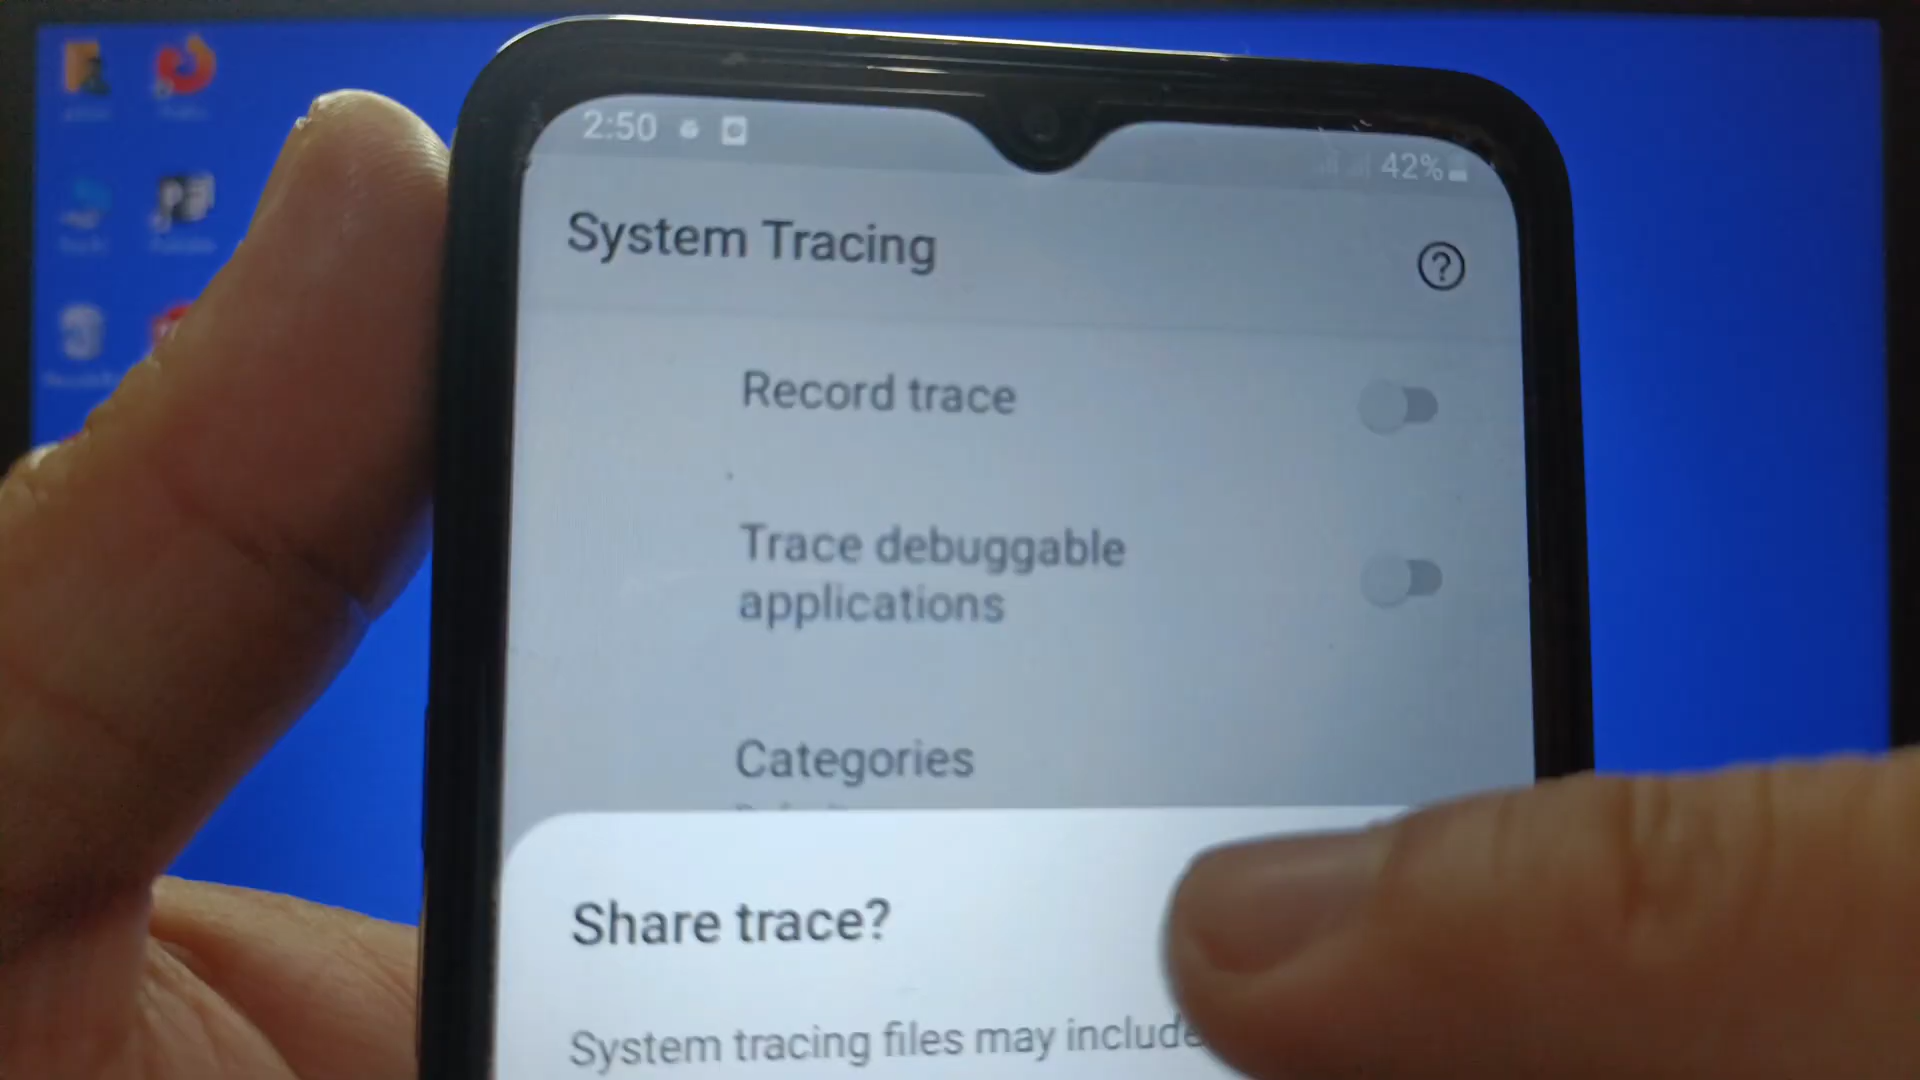 2:50
42%
System Tracing
Record trace
Trace debuggable
applications
Categories
Share trace?
System tracing files may include